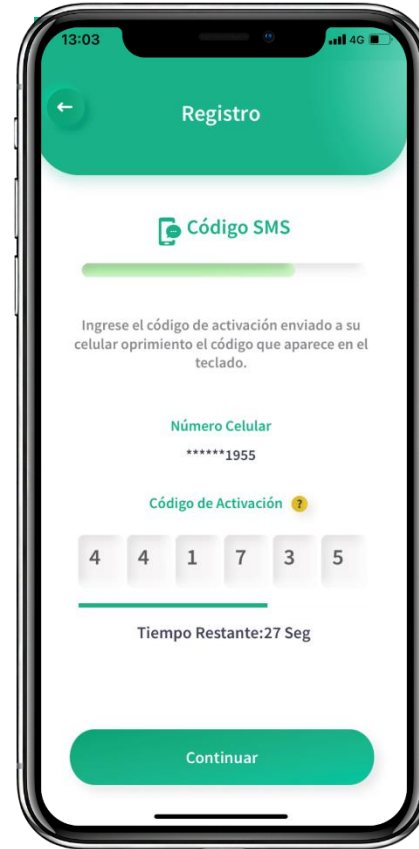 13:03 4G
Registro
Código SMS
Ingrese el código de activación enviado a su
celular oprimiento el código que aparece en el
teclado.
Número Celular
******1955
Código de Activación ?
4 4 1 7 3 5
Tiempo Restante:27 Seg
Continuar